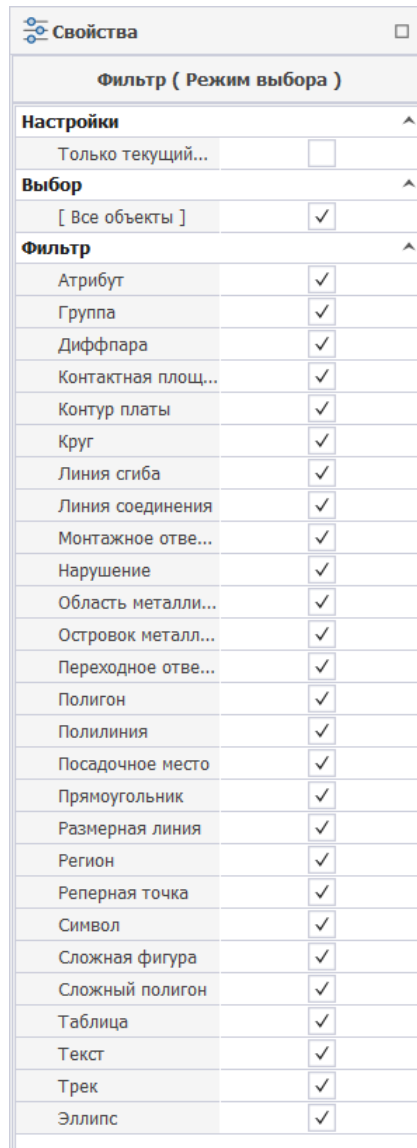 Свойства
Фильтр ( Режим выбора )
Настройки
Только текущий...
Выбор
[ Все объекты ]
Фильтр
Атрибут
Группа
Диффпара
Контактная площ...
Контур платы
Круг
Линия сгиба
Линия соединения
Монтажное отве...
Нарушение
Область металли...
Островок металл...
Переходное отве...
Полигон
Полилиния
Посадочное место
Прямоугольник
Размерная линия
Регион
Реперная точка
Символ
Сложная фигура
Сложный полигон
Таблица
Текст
Трек
Эллипс